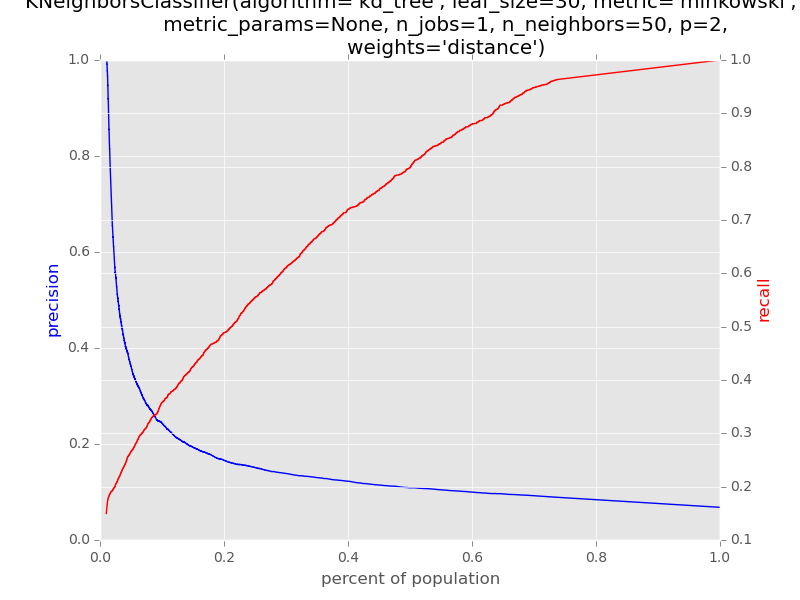 KNeighborsClassifier(algorithm='kd_tree', leaf_size=30, metric='minkowski',
metric_params=None, n_jobs=1, n_neighbors=50, p=2,
weights='distance')
1.0
0.8
0.6
0.4
0.2
0.0
precision
1.0
0.9
0.8
0.7
0.6
0.5
0.4
0.3
0.2
0.1
recall
0.0 0.2 0.4 0.6 0.8 1.0
percent of population